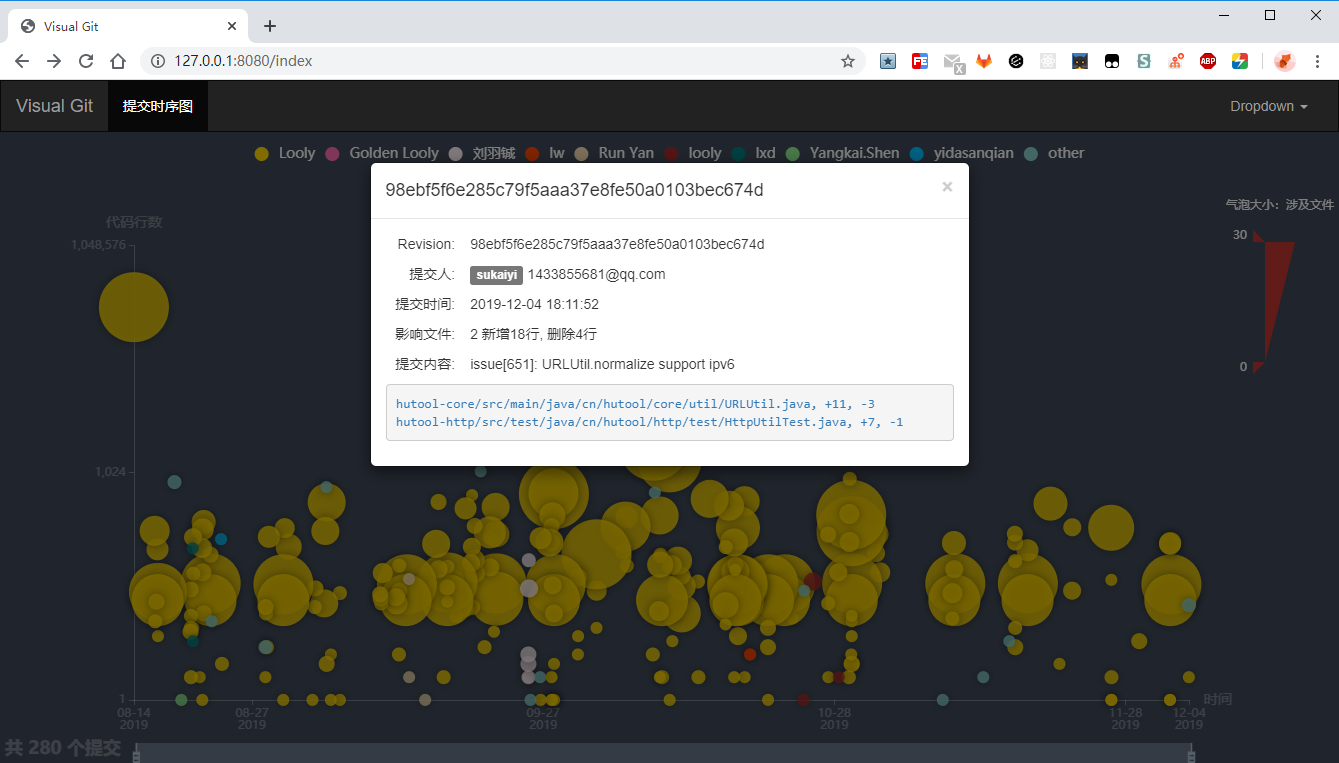 Visual Git
127.0.0.1:8080/index
Visual Git 提交时序图 Dropdown
Looly Golden Looly 刘羽铖 lw Run Yan looly lxd Yangkai.Shen yidasanqian other
98ebf5f6e285c79f5aaa37e8fe50a0103bec674d ×
Revision: 98ebf5f6e285c79f5aaa37e8fe50a0103bec674d
提交人: sukaiyi 1433855681@qq.com
提交时间: 2019-12-04 18:11:52
影响文件: 2 新增18行, 删除4行
提交内容: issue[651]: URLUtil.normalize support ipv6
hutool-core/src/main/java/cn/hutool/core/util/URLUtil.java, +11, -3
hutool-http/src/test/java/cn/hutool/http/test/HttpUtilTest.java, +7, -1
气泡大小：涉及文件
30
0
代码行数
1,048,576
1,024
1
时间
08-14 08-27 09-27 10-28 11-28 12-04
2019 2019 2019 2019 2019 2019
共 280 个提交